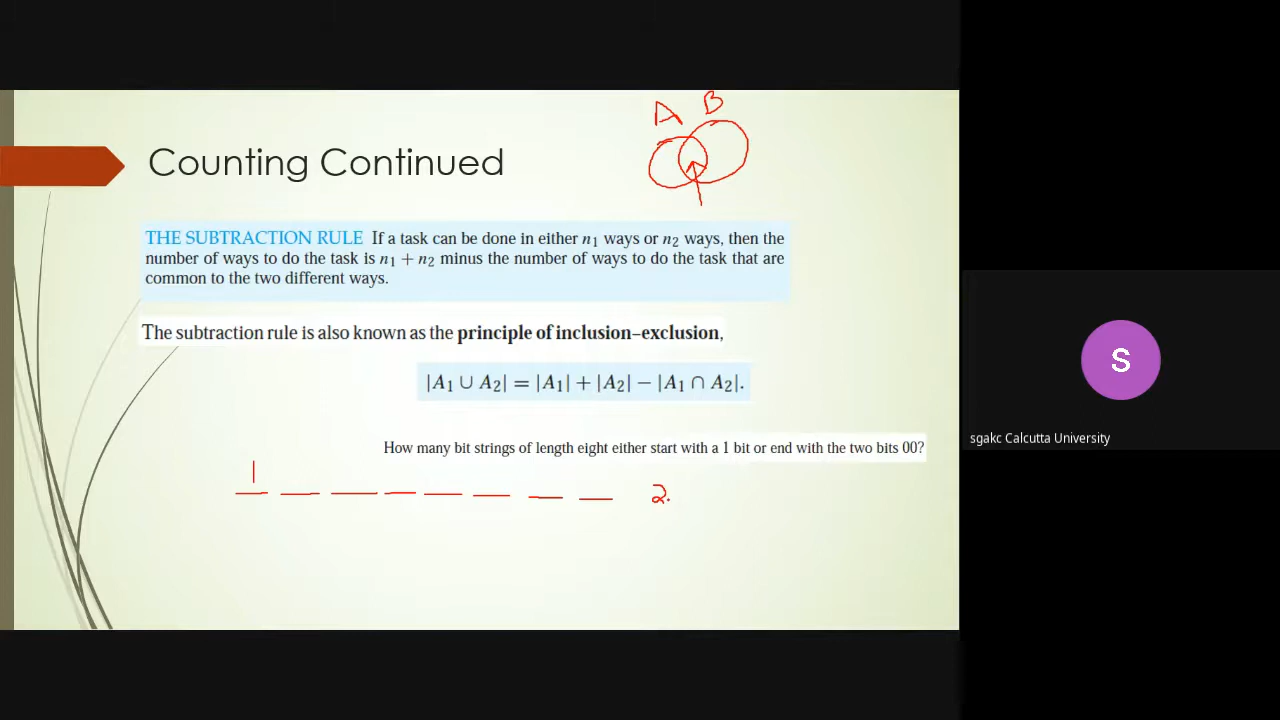 A B
Counting Continued
THE SUBTRACTION RULE If a task can be done in either n₁ ways or n₂ ways, then the
number of ways to do the task is n₁ + n₂ minus the number of ways to do the task that are
common to the two different ways.
The subtraction rule is also known as the principle of inclusion–exclusion,
|A₁ ∪ A₂| = |A₁| + |A₂| − |A₁ ∩ A₂|.
How many bit strings of length eight either start with a 1 bit or end with the two bits 00?
1
2.
S
sgakc Calcutta University